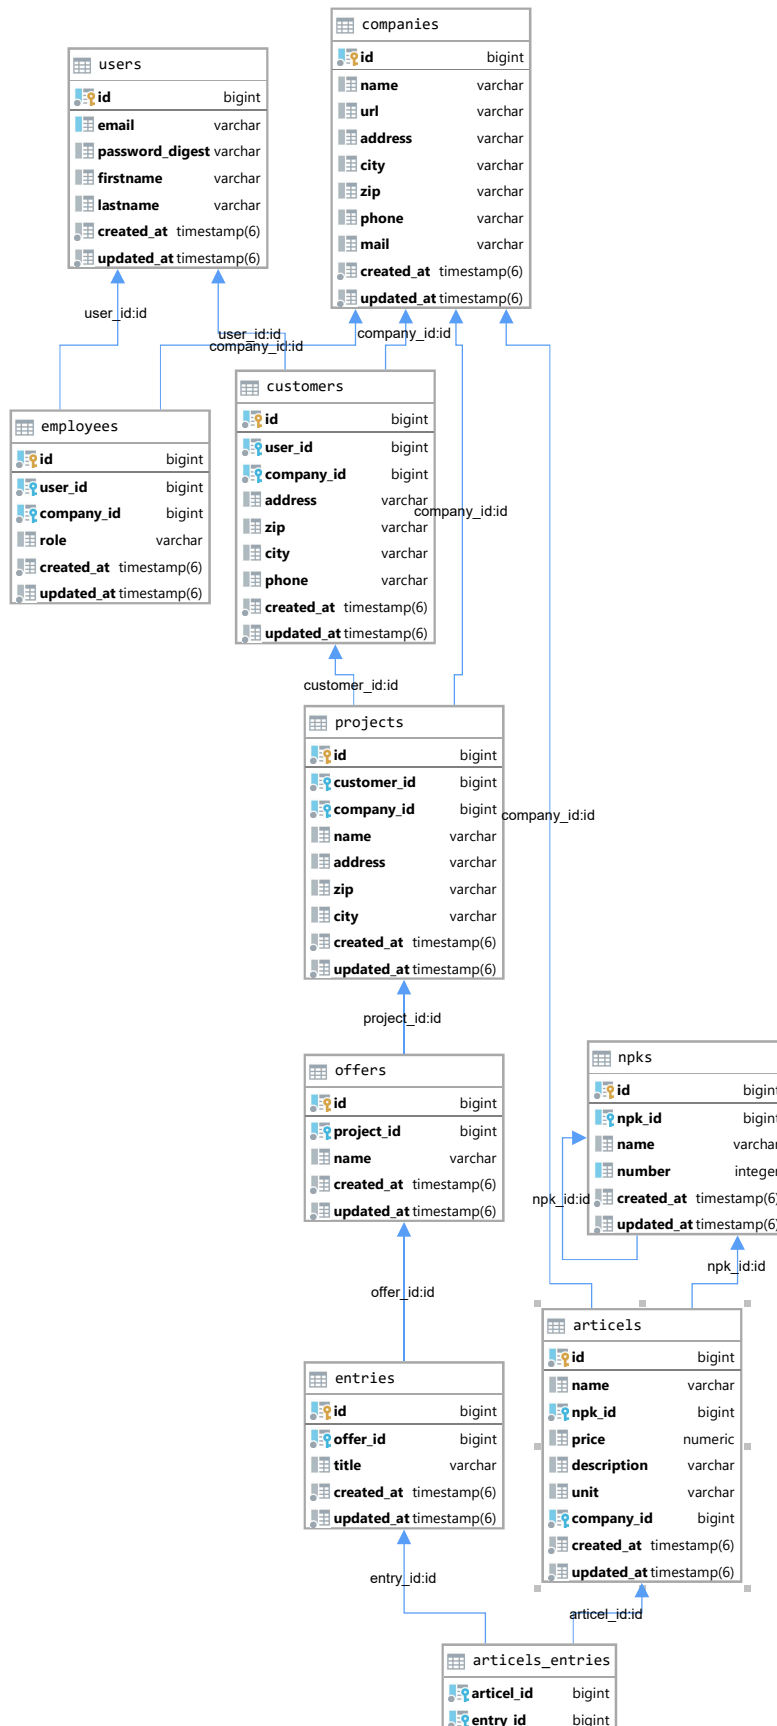 companies
id bigint
name varchar
url varchar
address varchar
city varchar
zip varchar
phone varchar
mail varchar
created_at timestamp(6)
updated_at timestamp(6)
users
id bigint
email varchar
password_digest varchar
firstname varchar
lastname varchar
created_at timestamp(6)
updated_at timestamp(6)
user_id:id
user_id:id
company_id:id
company_id:id
customers
id bigint
user_id bigint
company_id bigint
address varchar
zip varchar
city varchar
phone varchar
created_at timestamp(6)
updated_at timestamp(6)
employees
id bigint
user_id bigint
company_id bigint
role varchar
created_at timestamp(6)
updated_at timestamp(6)
company_id:id
customer_id:id
projects
id bigint
customer_id bigint
company_id bigint
name varchar
address varchar
zip varchar
city varchar
created_at timestamp(6)
updated_at timestamp(6)
company_id:id
project_id:id
offers
id bigint
project_id bigint
name varchar
created_at timestamp(6)
updated_at timestamp(6)
npks
id bigint
npk_id bigint
name varchar
number integer
created_at timestamp(6)
updated_at timestamp(6)
npk_id:id
npk_id:id
offer_id:id
articels
id bigint
name varchar
npk_id bigint
price numeric
description varchar
unit varchar
company_id bigint
created_at timestamp(6)
updated_at timestamp(6)
entries
id bigint
offer_id bigint
title varchar
created_at timestamp(6)
updated_at timestamp(6)
entry_id:id
articel_id:id
articels_entries
articel_id bigint
entry_id bigint